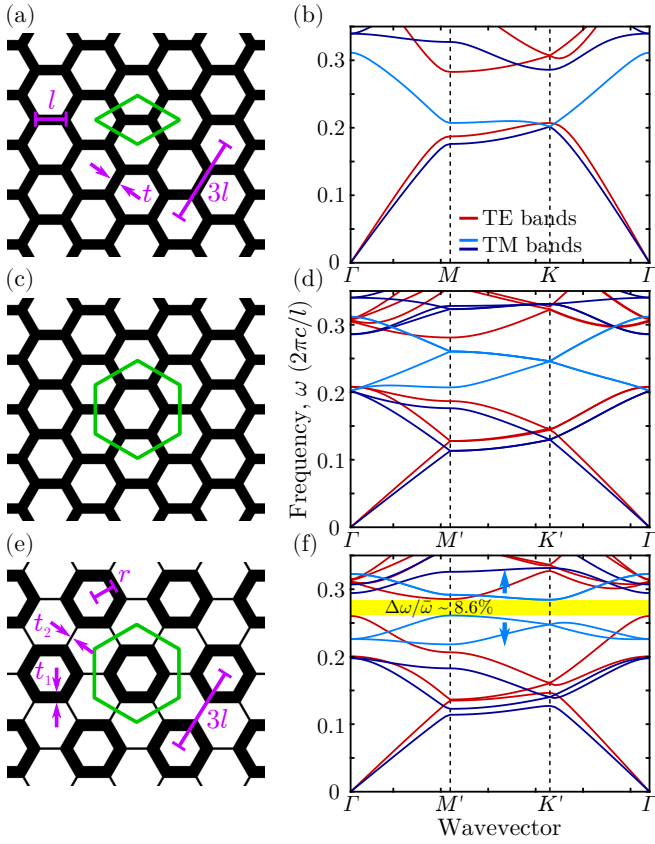 (a)
l
t
3l
(b)
0.3
0.2
0.1
0
TE bands
TM bands
Γ M K Γ
(c)
(d)
0.3
0.2
0.1
0
Γ M′ K′ Γ
Frequency, ω (2πc/l)
(e)
r
t₂
t₁
3l
(f)
0.3
0.2
0.1
0
Δω/ω̄ ~ 8.6%
Γ M′ K′ Γ
Wavevector